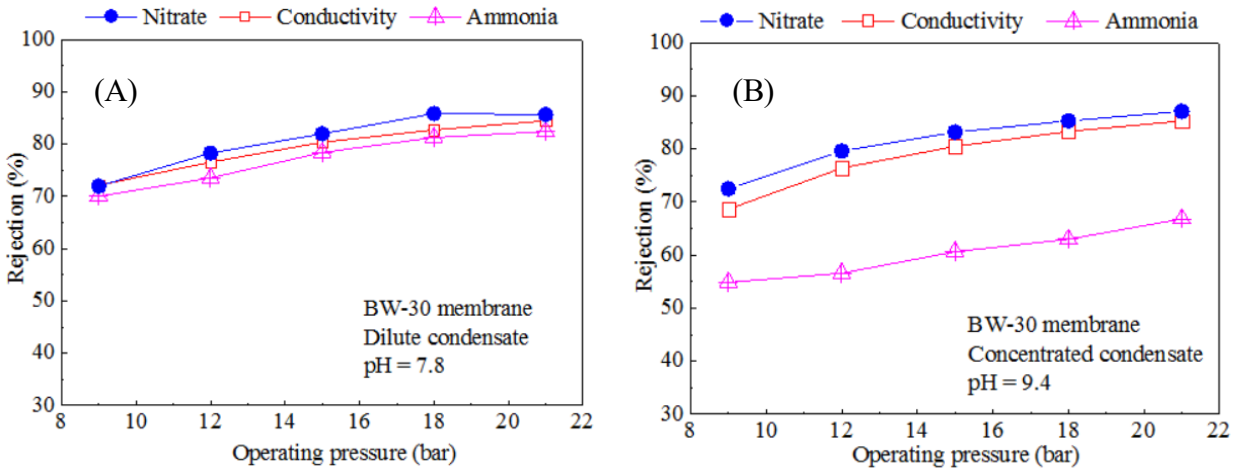 Nitrate Conductivity Ammonia
100
90
80
70
60
50
40
30
Rejection (%)
(A)
BW-30 membrane
Dilute condensate
pH = 7.8
8 10 12 14 16 18 20 22
Operating pressure (bar)
Nitrate Conductivity Ammonia
100
90
80
70
60
50
40
30
Rejection (%)
(B)
BW-30 membrane
Concentrated condensate
pH = 9.4
8 10 12 14 16 18 20 22
Operating pressure (bar)